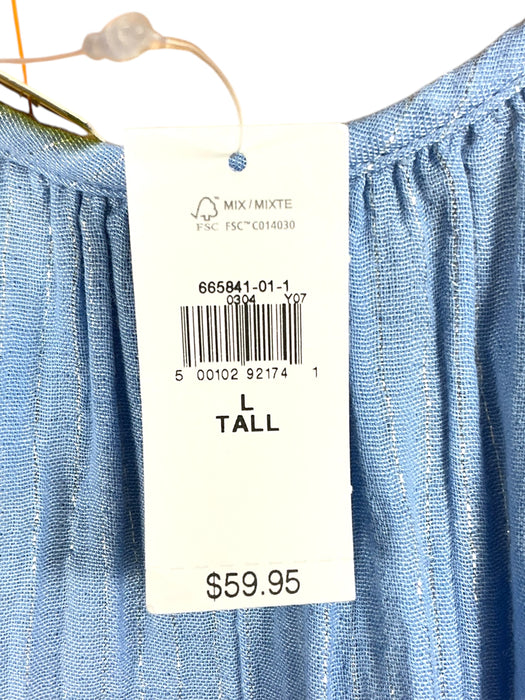 MIX/MIXTE
FSC FSC™ C014030
665841-01-1
0304 Y07
5 00102 92174 1
L
TALL
$59.95